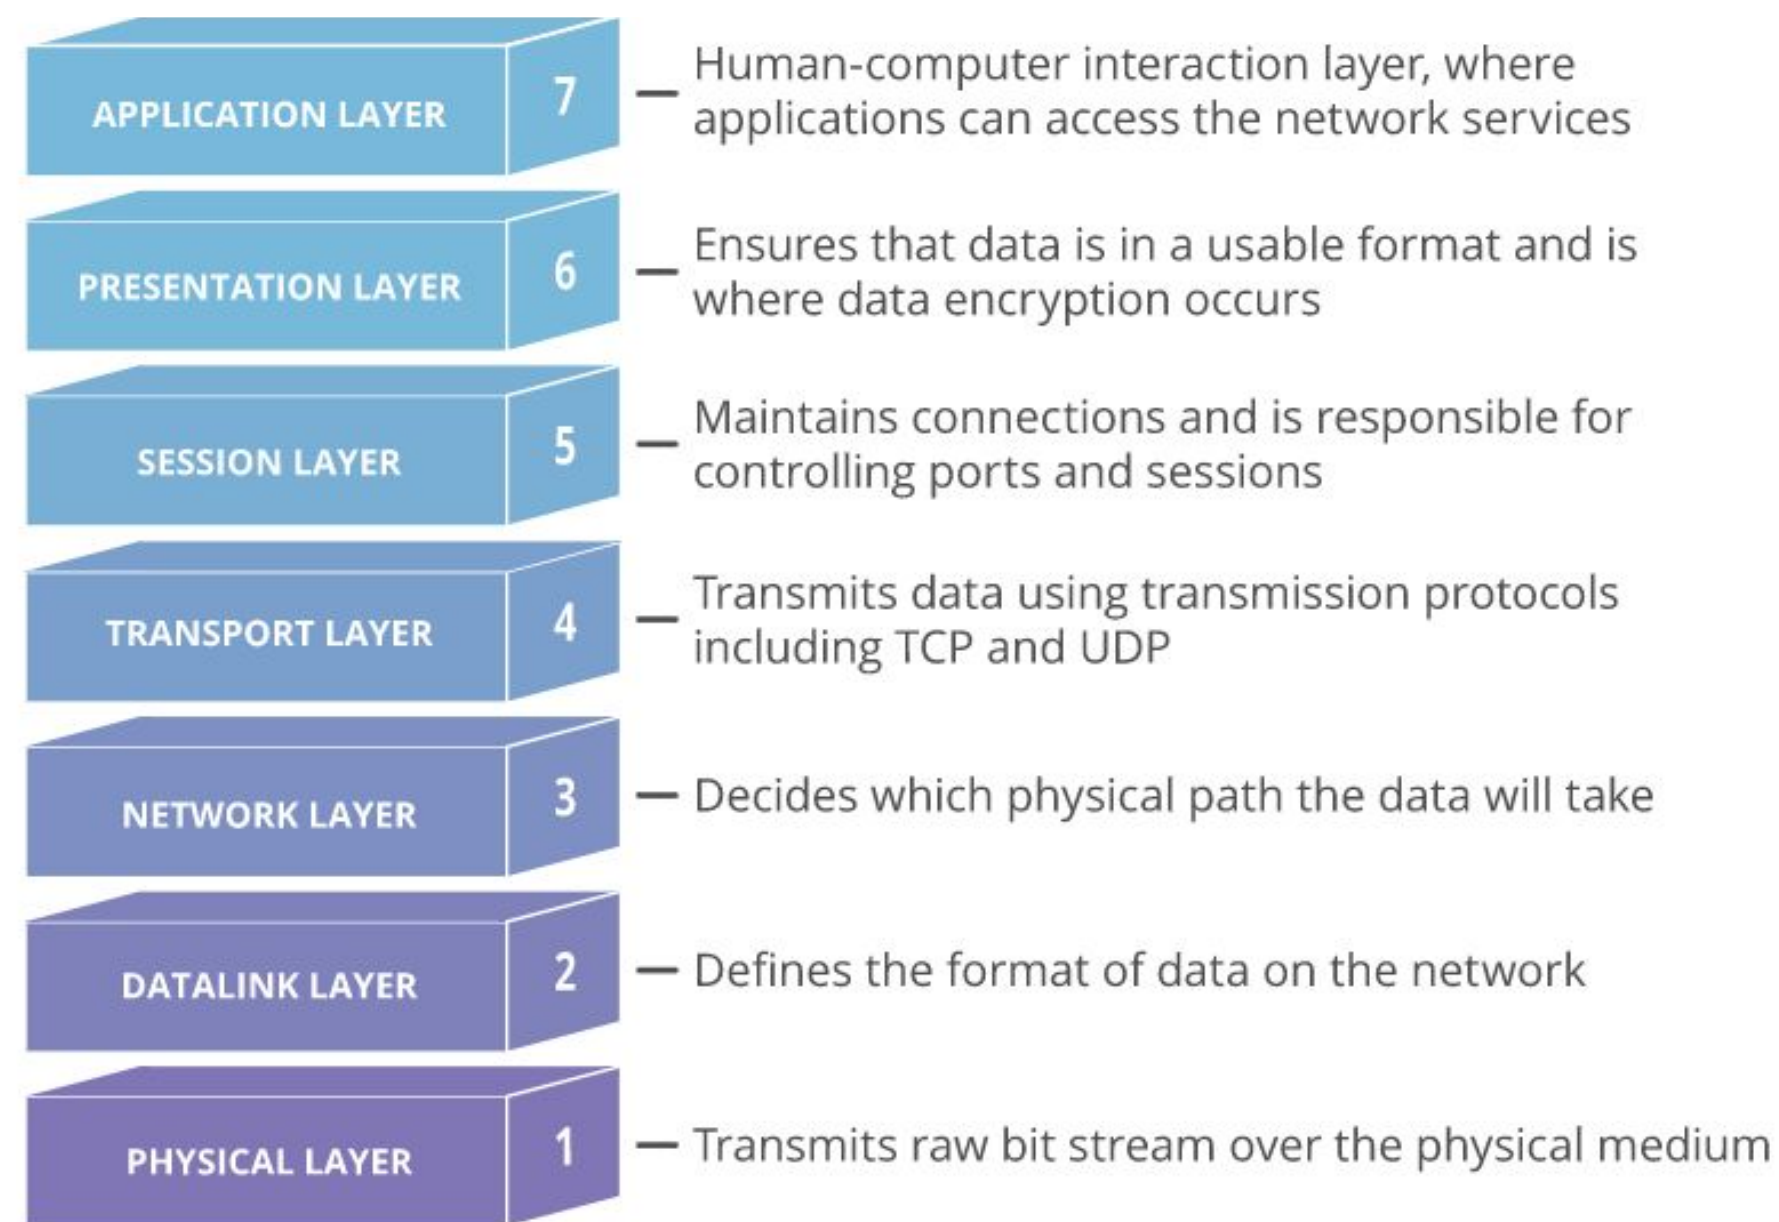 APPLICATION LAYER
7
— Human-computer interaction layer, where
applications can access the network services
PRESENTATION LAYER
6
— Ensures that data is in a usable format and is
where data encryption occurs
SESSION LAYER
5
— Maintains connections and is responsible for
controlling ports and sessions
TRANSPORT LAYER
4
— Transmits data using transmission protocols
including TCP and UDP
NETWORK LAYER
3
— Decides which physical path the data will take
DATALINK LAYER
2
— Defines the format of data on the network
PHYSICAL LAYER
1
— Transmits raw bit stream over the physical medium